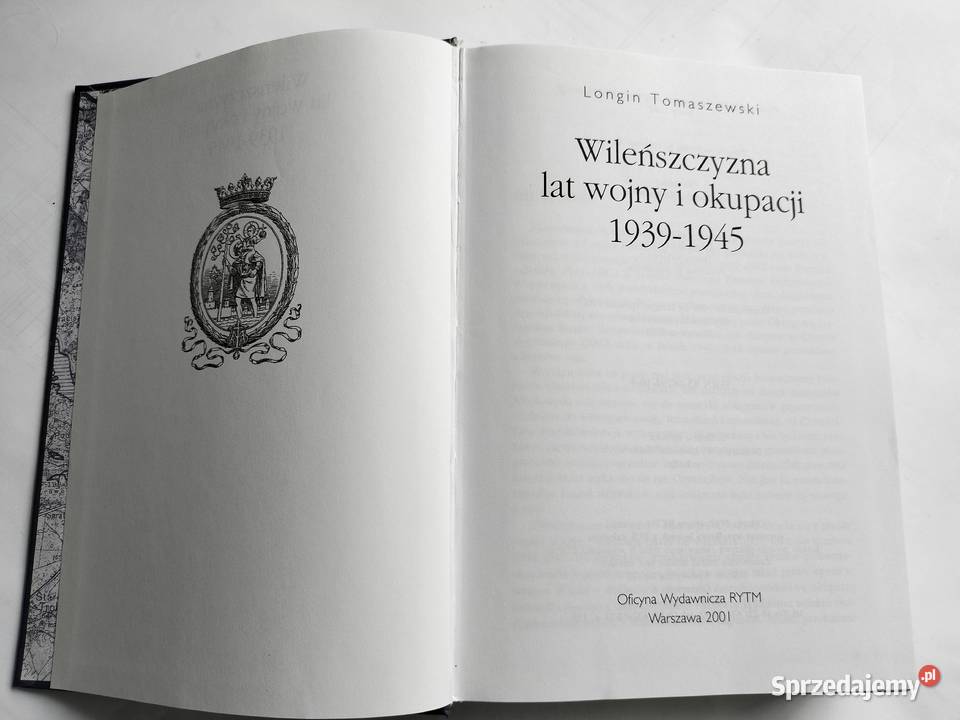 Longin Tomaszewski
Wileńszczyzna
lat wojny i okupacji
1939-1945
Oficyna Wydawnicza RYTM
Warszawa 2001
Sprzedajemy.pl